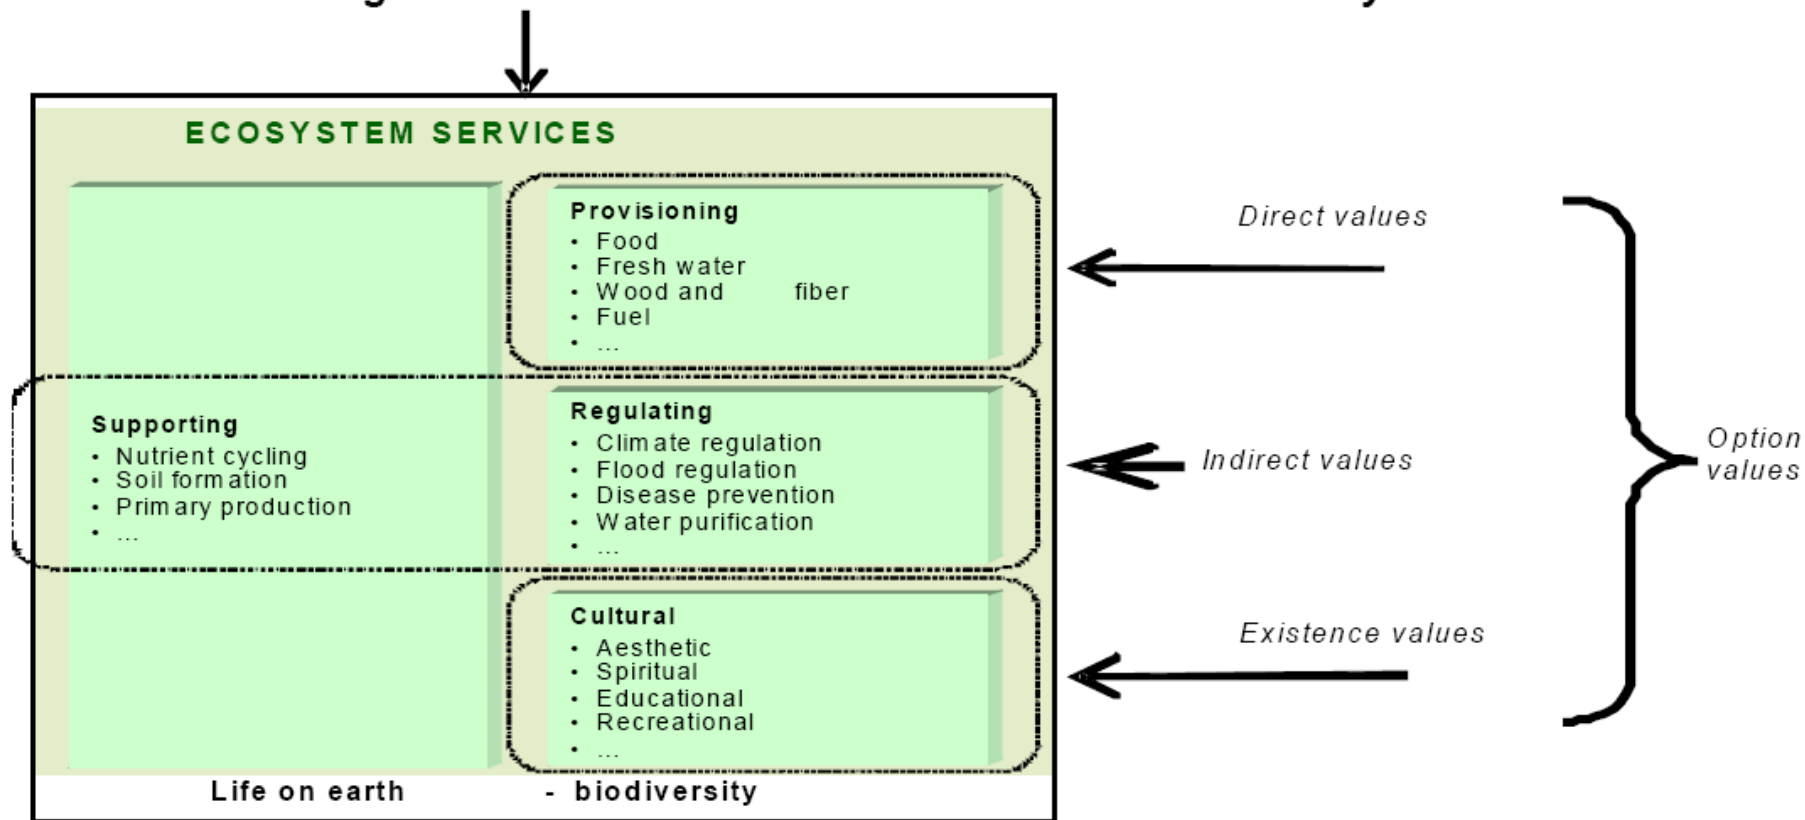 ECOSYSTEM SERVICES
Provisioning
• Food
• Fresh water
• Wood and fiber
• Fuel
• ...
Direct values
Supporting
• Nutrient cycling
• Soil formation
• Primary production
• ...
Regulating
• Climate regulation
• Flood regulation
• Disease prevention
• Water purification
• ...
Indirect values
Option
values
Cultural
• Aesthetic
• Spiritual
• Educational
• Recreational
• ...
Existence values
Life on earth - biodiversity